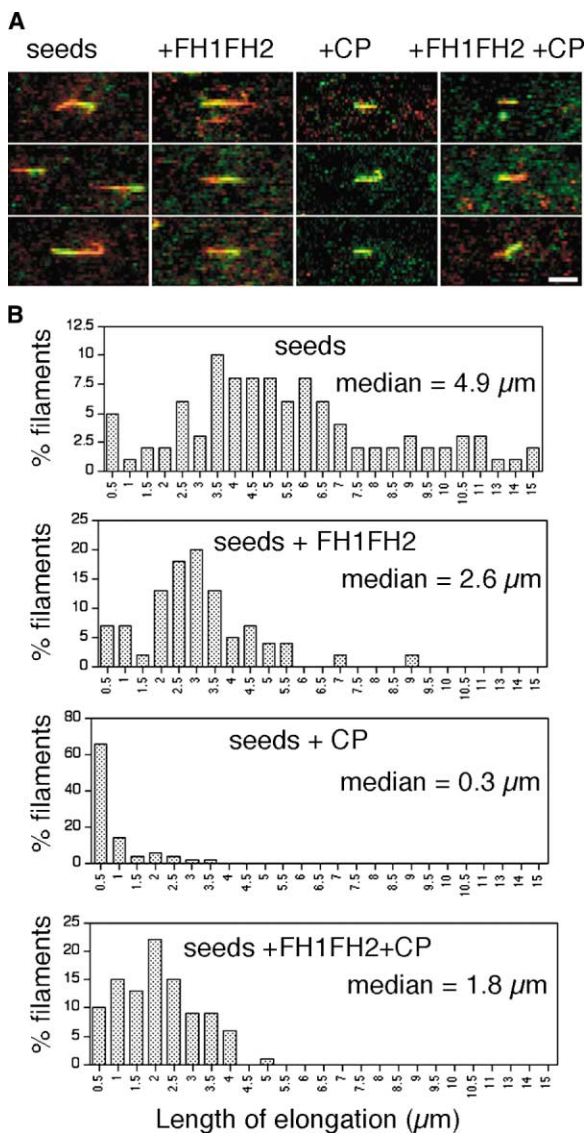 A
seeds +FH1FH2 +CP +FH1FH2 +CP
B
seeds
median = 4.9 µm
% filaments
12.5
10
7.5
5
2.5
0
0.5 1 1.5 2 2.5 3 3.5 4 4.5 5 5.5 6 6.5 7 7.5 8 9 9.5 10 10.5 11 13 14 15
seeds + FH1FH2
median = 2.6 µm
% filaments
25
20
15
10
5
0
0.5 1 1.5 2 2.5 3 3.5 4 4.5 5 5.5 6 6.5 7 7.5 8 9 9.5 10 10.5 11 13 14 15
seeds + CP
median = 0.3 µm
% filaments
80
60
40
20
0
0.5 1 1.5 2 2.5 3 3.5 4 4.5 5 5.5 6 6.5 7 7.5 8 9 9.5 10 10.5 11 13 14 15
seeds +FH1FH2+CP
median = 1.8 µm
% filaments
25
20
15
10
5
0
0.5 1 1.5 2 2.5 3 3.5 4 4.5 5 5.5 6 6.5 7 7.5 8 9 9.5 10 10.5 11 13 14 15
Length of elongation (µm)